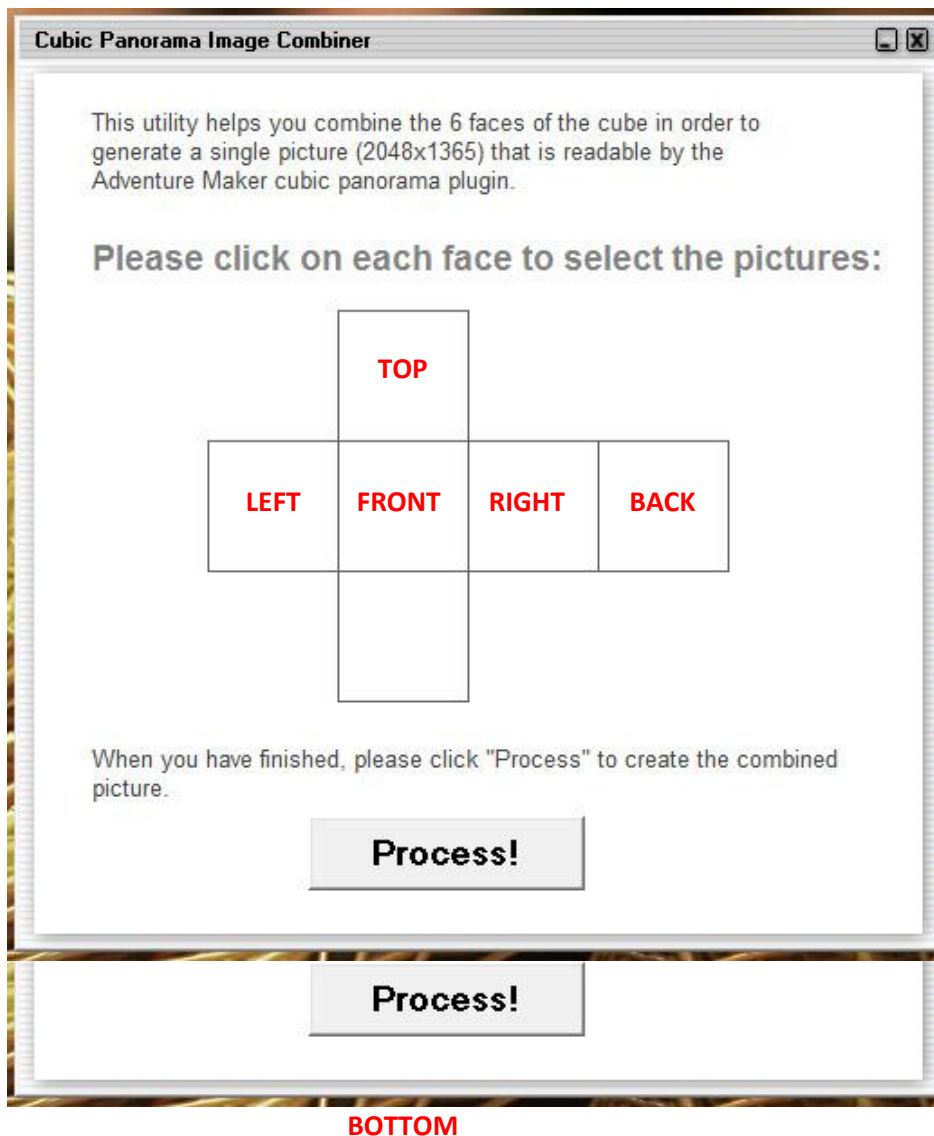 Cubic Panorama Image Combiner
This utility helps you combine the 6 faces of the cube in order to
generate a single picture (2048x1365) that is readable by the
Adventure Maker cubic panorama plugin.
Please click on each face to select the pictures:
TOP
LEFT FRONT RIGHT BACK
When you have finished, please click "Process" to create the combined
picture.
Process!
Process!
BOTTOM